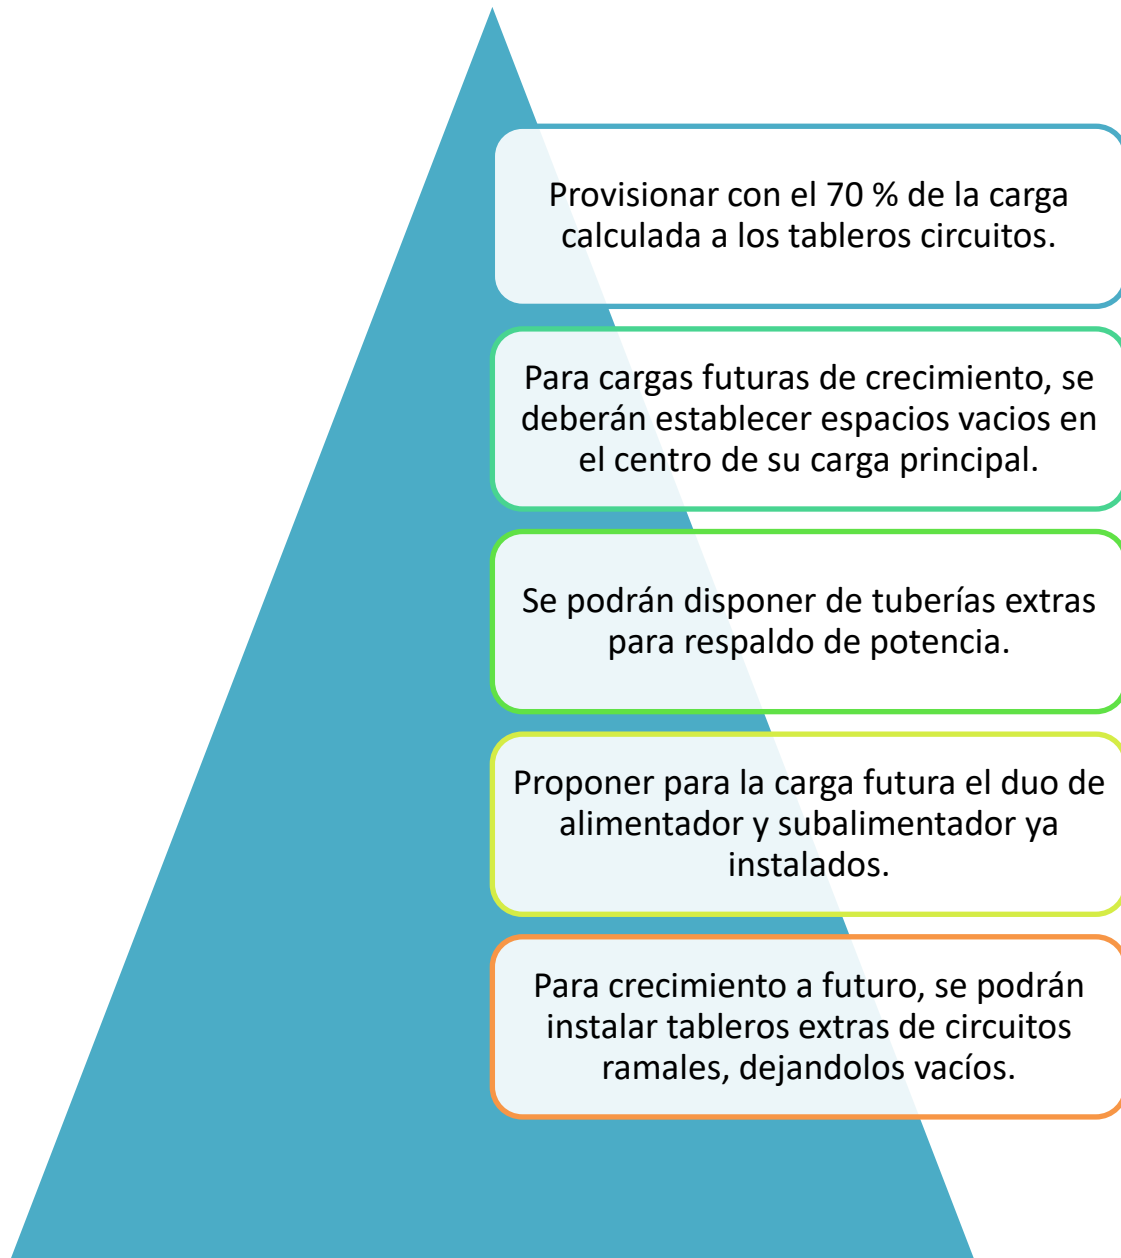 Provisionar con el 70 % de la carga
calculada a los tableros circuitos.
Para cargas futuras de crecimiento, se
deberán establecer espacios vacios en
el centro de su carga principal.
Se podrán disponer de tuberías extras
para respaldo de potencia.
Proponer para la carga futura el duo de
alimentador y subalimentador ya
instalados.
Para crecimiento a futuro, se podrán
instalar tableros extras de circuitos
ramales, dejandolos vacíos.